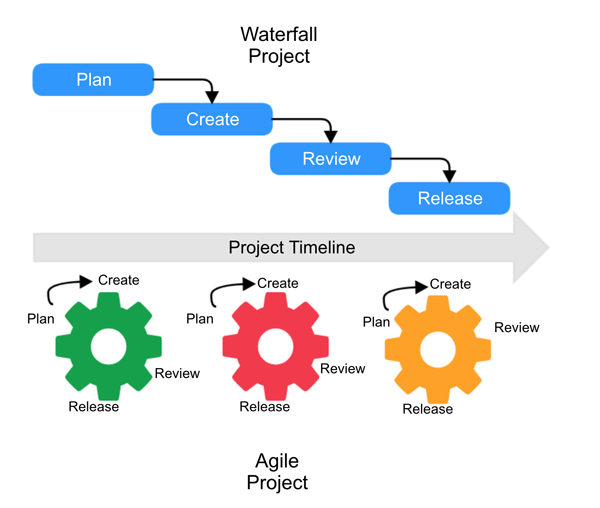 Waterfall
Project
Plan
Create
Review
Release
Project Timeline
Create
Plan
Review
Release
Create
Plan
Review
Release
Create
Plan
Review
Release
Agile
Project